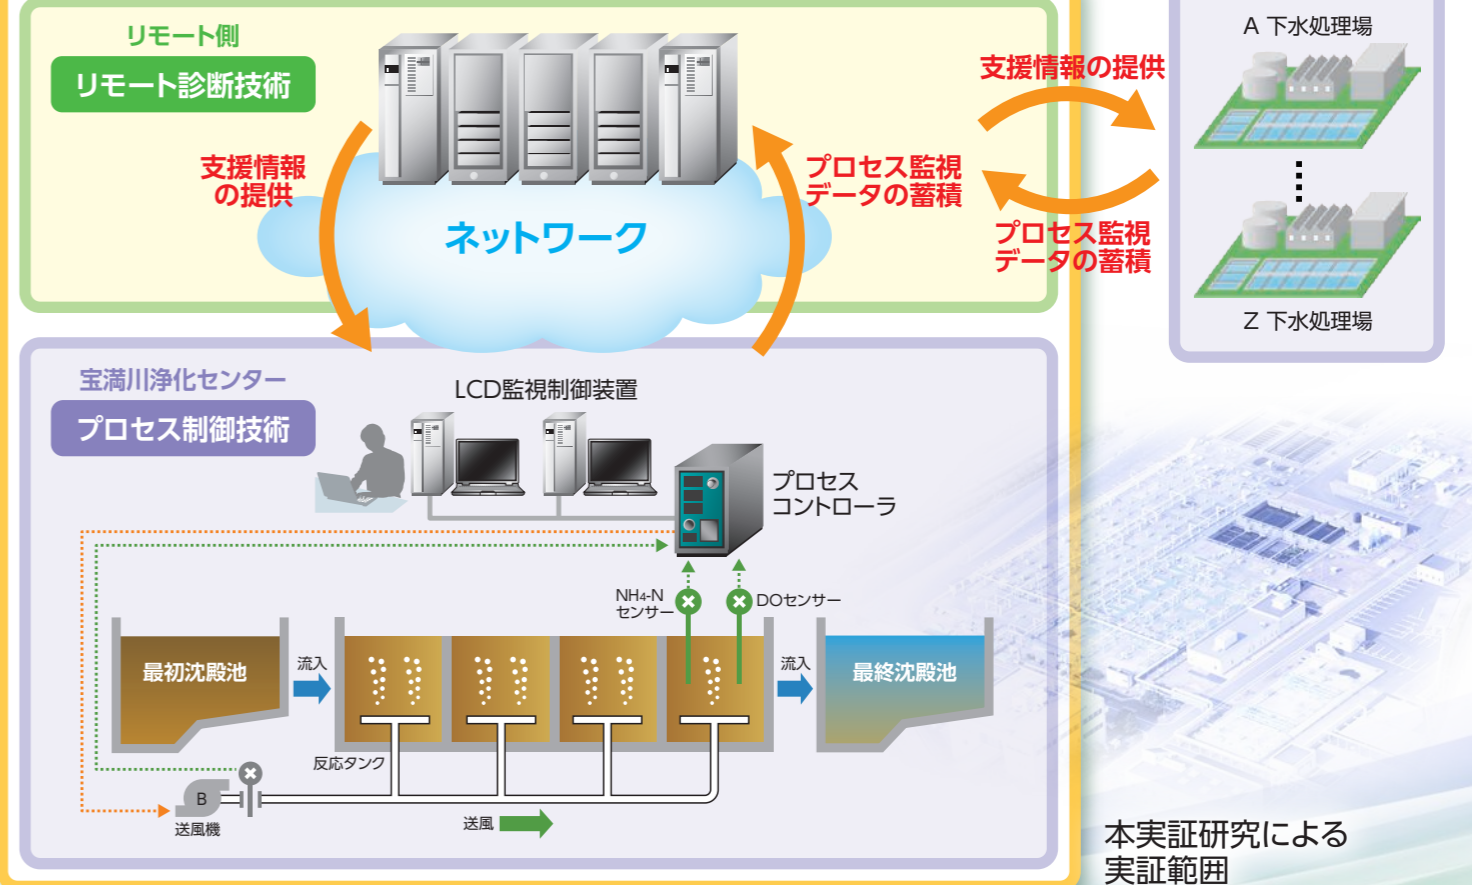 リモート側
リモート診断技術
支援情報
の提供
プロセス監視
データの蓄積
ネットワーク
支援情報の提供
プロセス監視
データの蓄積
A 下水処理場
Z 下水処理場
宝満川浄化センター
プロセス制御技術
LCD監視制御装置
プロセス
コントローラ
NH4-N
センサー
DOセンサー
最初沈殿池
流入
流入
最終沈殿池
反応タンク
B
送風機
送風
本実証研究による
実証範囲